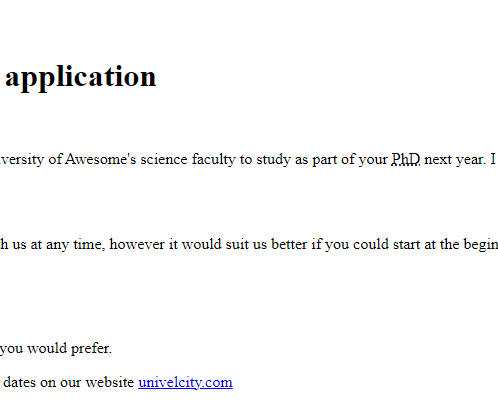 application
versity of Awesome's science faculty to study as part of your PhD next year. I
h us at any time, however it would suit us better if you could start at the begin
you would prefer.
dates on our website univelcity.com